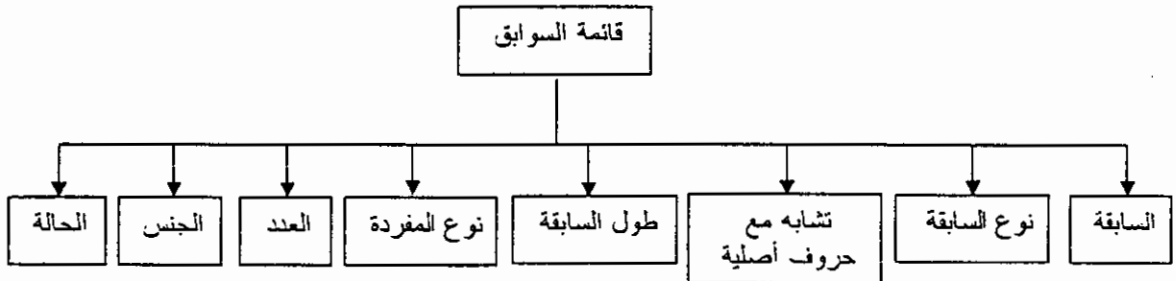 قائمة السوابق
السابقة
نوع السابقة
تشابه مع
حروف أصلية
طول السابقة
نوع المفردة
العدد
الجنس
الحالة